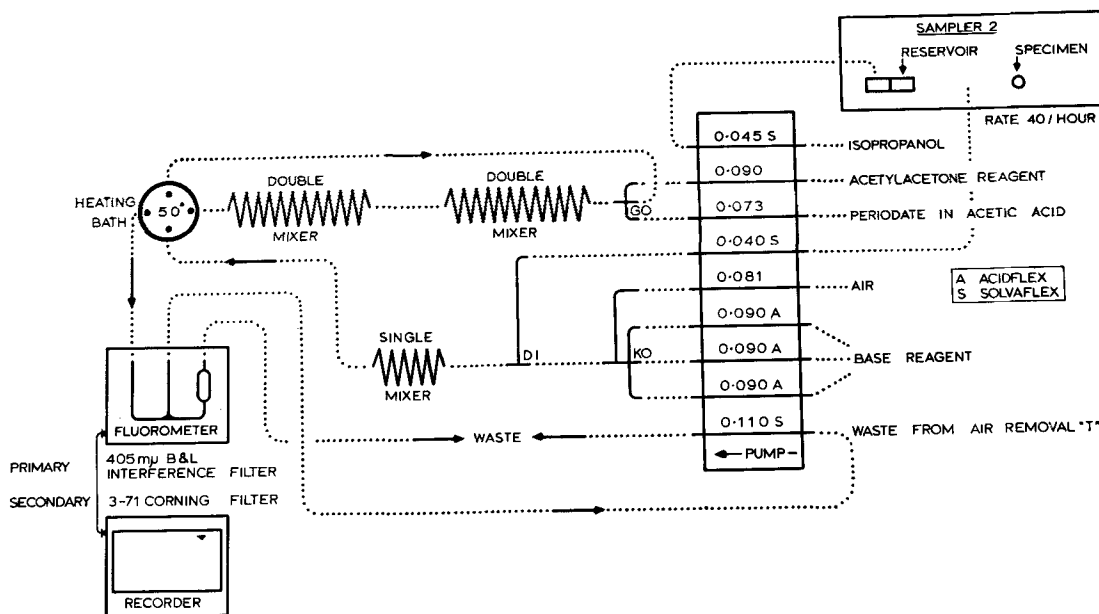 SAMPLER 2
RESERVOIR
SPECIMEN
RATE 40/HOUR
0·045 S
ISOPROPANOL
0·090
ACETYLACETONE REAGENT
0·073
PERIODATE IN ACETIC ACID
0·040 S
0·081
AIR
0·090 A
0·090 A
BASE REAGENT
0·090 A
0·110 S
WASTE FROM AIR REMOVAL "T"
PUMP
A ACIDFLEX
S SOLVAFLEX
HEATING
BATH
50°
DOUBLE
MIXER
DOUBLE
MIXER
GO
SINGLE
MIXER
DI
KO
WASTE
FLUOROMETER
PRIMARY
405 mμ B&L
INTERFERENCE FILTER
SECONDARY
3-71 CORNING FILTER
RECORDER